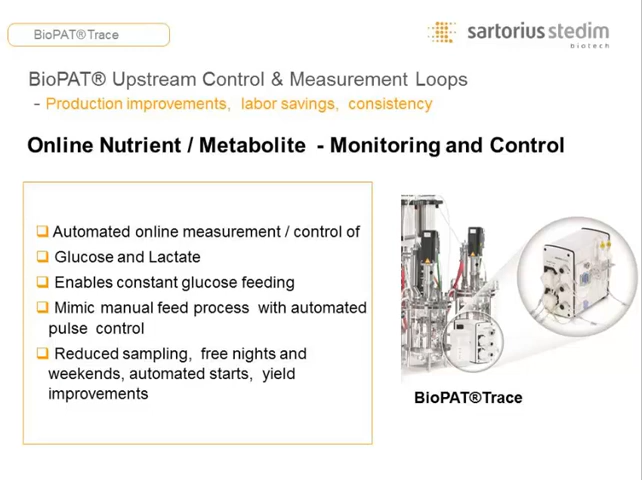 BioPAT®Trace
sartorius stedim
biotech
BioPAT® Upstream Control & Measurement Loops
- Production improvements, labor savings, consistency
Online Nutrient / Metabolite - Monitoring and Control
Automated online measurement / control of
Glucose and Lactate
Enables constant glucose feeding
Mimic manual feed process with automated
pulse control
Reduced sampling, free nights and
weekends, automated starts, yield
improvements
BioPAT®Trace